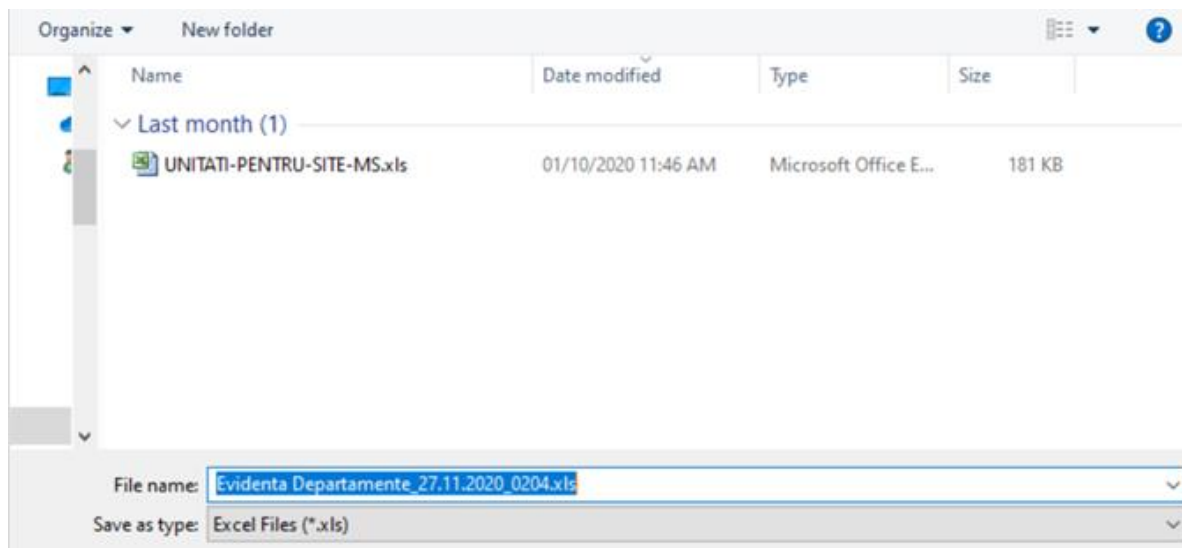 Organize New folder ?
Name Date modified Type Size
Last month (1)
UNITATI-PENTRU-SITE-MS.xls 01/10/2020 11:46 AM Microsoft Office E... 181 KB
File name: Evidenta Departamente_27.11.2020_0204.xls
Save as type: Excel Files (*.xls)